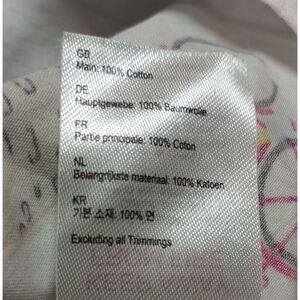 GB
Main: 100% Cotton
DE
Hauptgewebe: 100% Baumwolle
FR
Partie principale: 100% Coton
NL
Belangrijkste materiaal: 100% Katoen
KR
기본 소재: 100% 면
Excluding all Trimmings